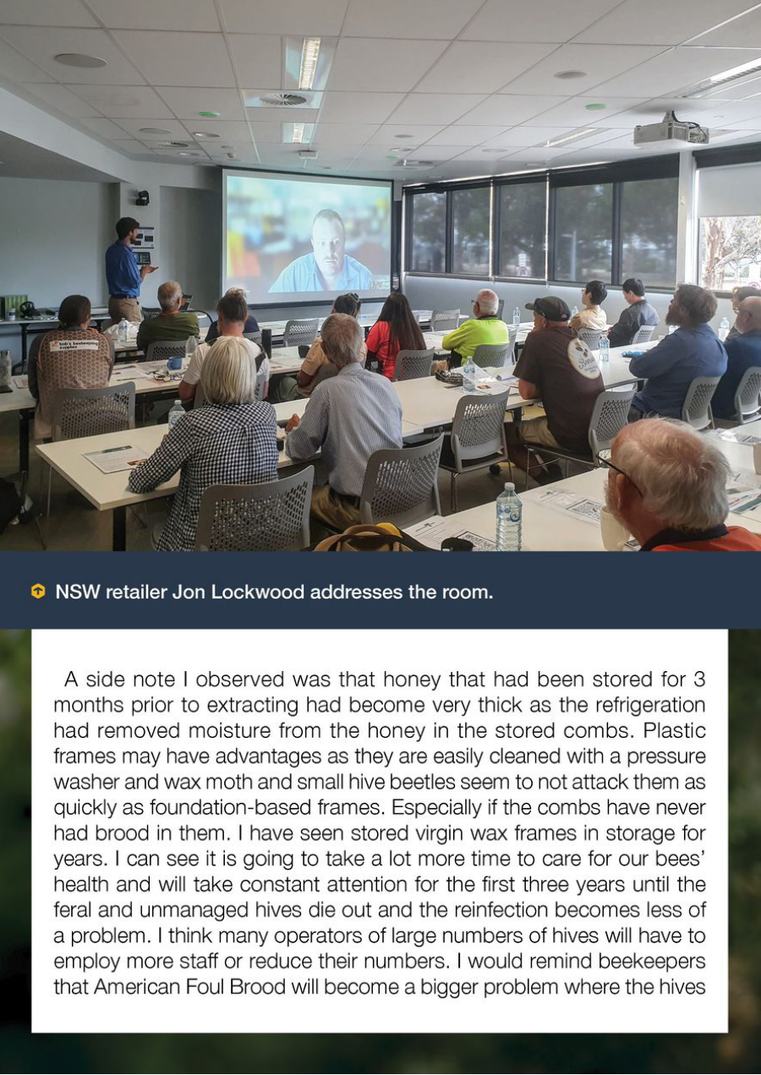 NSW retailer Jon Lockwood addresses the room.
A side note I observed was that honey that had been stored for 3
months prior to extracting had become very thick as the refrigeration
had removed moisture from the honey in the stored combs. Plastic
frames may have advantages as they are easily cleaned with a pressure
washer and wax moth and small hive beetles seem to not attack them as
quickly as foundation-based frames. Especially if the combs have never
had brood in them. I have seen stored virgin wax frames in storage for
years. I can see it is going to take a lot more time to care for our bees’
health and will take constant attention for the first three years until the
feral and unmanaged hives die out and the reinfection becomes less of
a problem. I think many operators of large numbers of hives will have to
employ more staff or reduce their numbers. I would remind beekeepers
that American Foul Brood will become a bigger problem where the hives